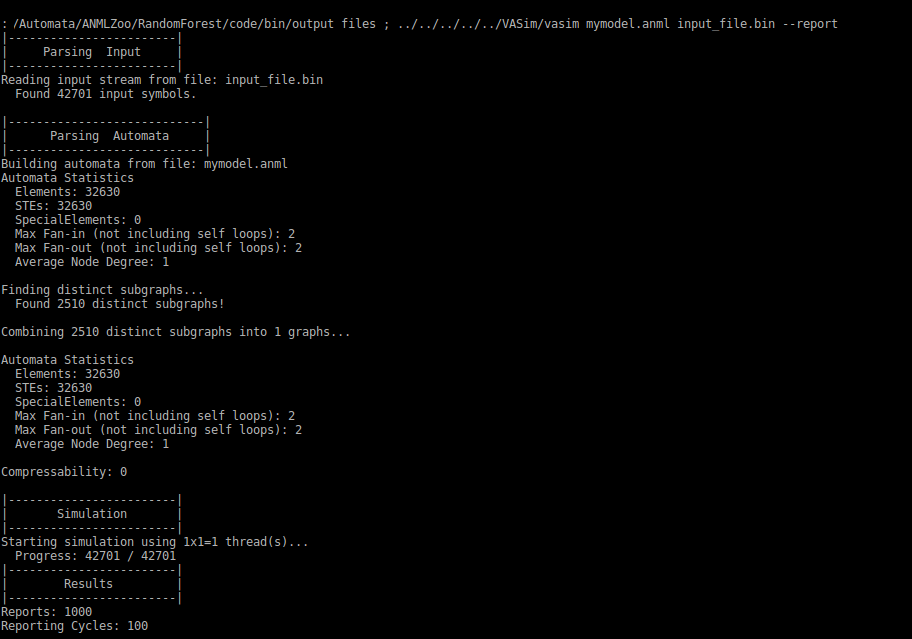 : /Automata/ANMLZoo/RandomForest/code/bin/output files ; ../../../../../VASim/vasim mymodel.anml input_file.bin --report
|------------------------|
|     Parsing  Input     |
|------------------------|
Reading input stream from file: input_file.bin
  Found 42701 input symbols.

|----------------------------|
|      Parsing  Automata     |
|----------------------------|
Building automata from file: mymodel.anml
Automata Statistics
  Elements: 32630
  STEs: 32630
  SpecialElements: 0
  Max Fan-in (not including self loops): 2
  Max Fan-out (not including self loops): 2
  Average Node Degree: 1

Finding distinct subgraphs...
  Found 2510 distinct subgraphs!

Combining 2510 distinct subgraphs into 1 graphs...

Automata Statistics
  Elements: 32630
  STEs: 32630
  SpecialElements: 0
  Max Fan-in (not including self loops): 2
  Max Fan-out (not including self loops): 2
  Average Node Degree: 1

Compressability: 0

|------------------------|
|       Simulation       |
|------------------------|
Starting simulation using 1x1=1 thread(s)...
  Progress: 42701 / 42701
|------------------------|
|        Results         |
|------------------------|
Reports: 1000
Reporting Cycles: 100